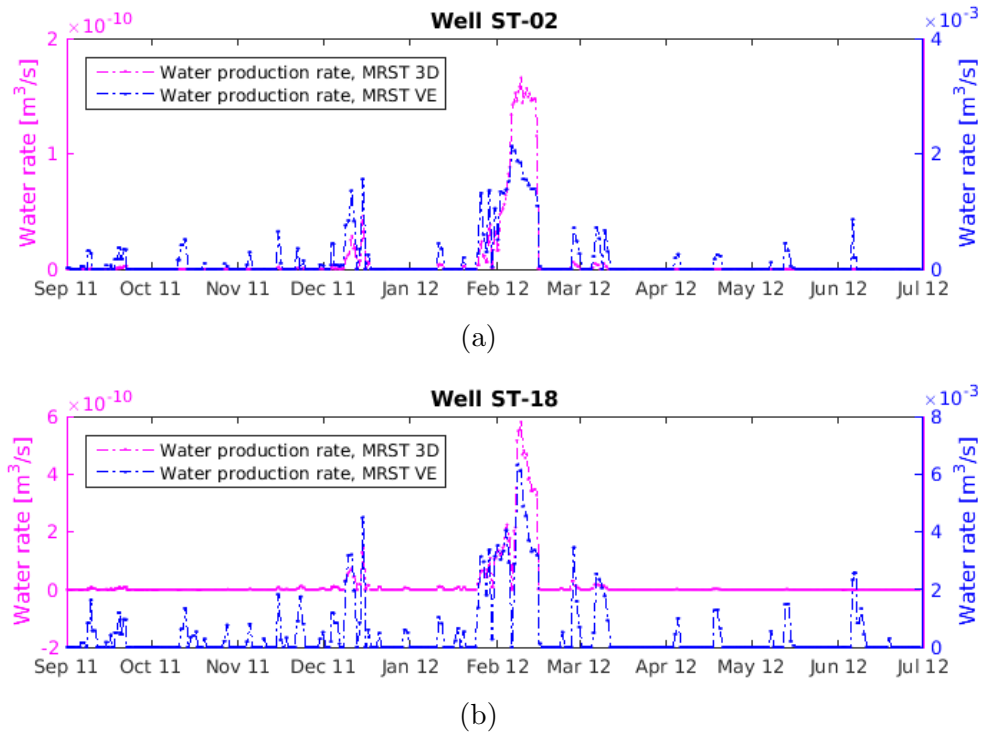 Well ST-02
×10⁻¹⁰
×10⁻³
Water rate [m³/s]
2
1
0
Water production rate, MRST 3D
Water production rate, MRST VE
4
3
2
1
0
Water rate [m³/s]
Sep 11 Oct 11 Nov 11 Dec 11 Jan 12 Feb 12 Mar 12 Apr 12 May 12 Jun 12 Jul 12
(a)
Well ST-18
×10⁻¹⁰
×10⁻³
Water rate [m³/s]
6
4
2
0
-2
Water production rate, MRST 3D
Water production rate, MRST VE
8
6
4
2
0
Water rate [m³/s]
Sep 11 Oct 11 Nov 11 Dec 11 Jan 12 Feb 12 Mar 12 Apr 12 May 12 Jun 12 Jul 12
(b)